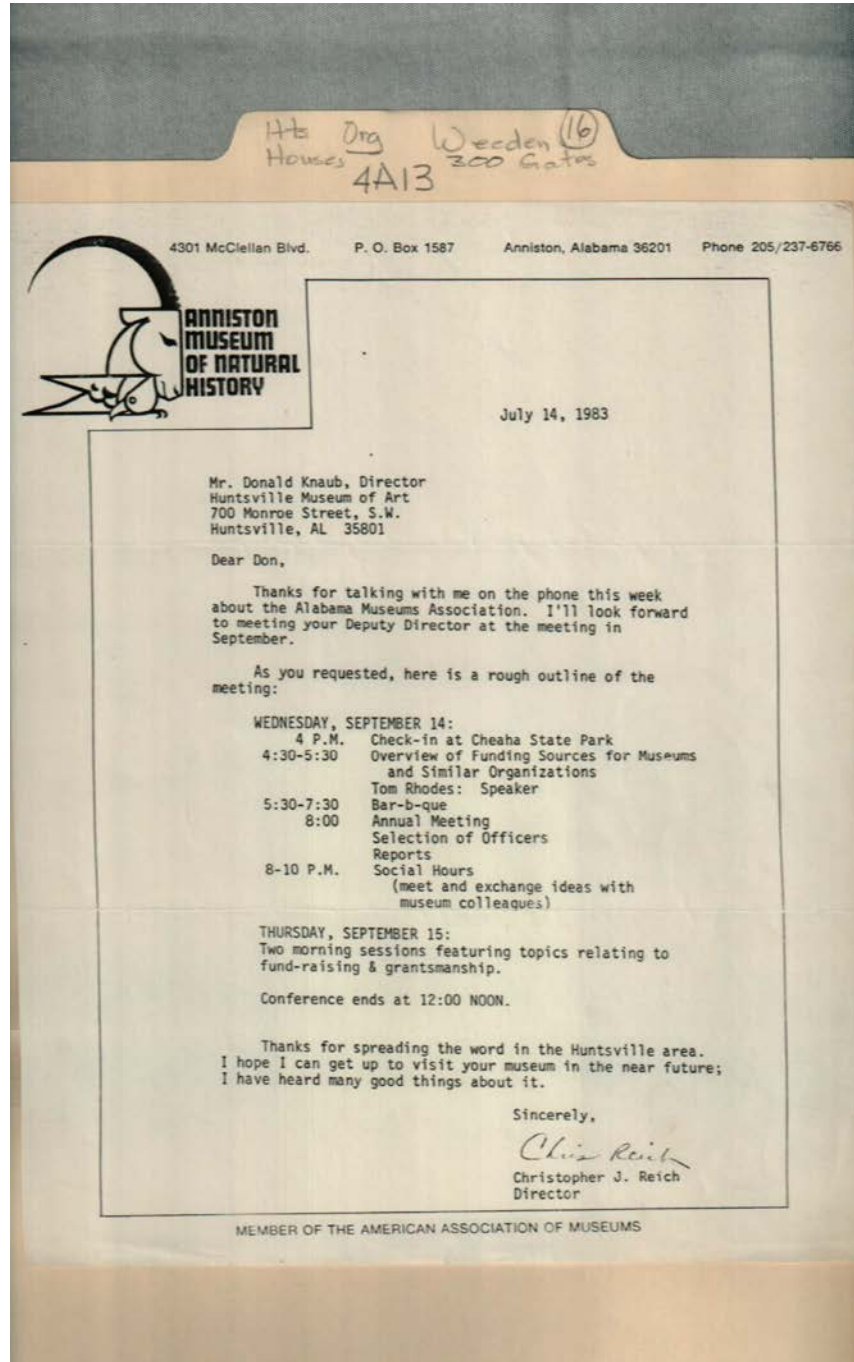 Hts Org Weeden 16
Houses 300 Gates
4A13
4301 McClellan Blvd. P. O. Box 1587 Anniston, Alabama 36201 Phone 205/237-6766
ANNISTON
MUSEUM
OF NATURAL
HISTORY
July 14, 1983
Mr. Donald Knaub, Director
Huntsville Museum of Art
700 Monroe Street, S.W.
Huntsville, AL 35801
Dear Don,
Thanks for talking with me on the phone this week
about the Alabama Museums Association. I'll look forward
to meeting your Deputy Director at the meeting in
September.
As you requested, here is a rough outline of the
meeting:
WEDNESDAY, SEPTEMBER 14:
4 P.M. Check-in at Cheaha State Park
4:30-5:30 Overview of Funding Sources for Museums
and Similar Organizations
Tom Rhodes: Speaker
5:30-7:30 Bar-b-que
8:00 Annual Meeting
Selection of Officers
Reports
8-10 P.M. Social Hours
(meet and exchange ideas with
museum colleagues)
THURSDAY, SEPTEMBER 15:
Two morning sessions featuring topics relating to
fund-raising & grantsmanship.
Conference ends at 12:00 NOON.
Thanks for spreading the word in the Huntsville area.
I hope I can get up to visit your museum in the near future;
I have heard many good things about it.
Sincerely,
Chris Reich
Christopher J. Reich
Director
MEMBER OF THE AMERICAN ASSOCIATION OF MUSEUMS